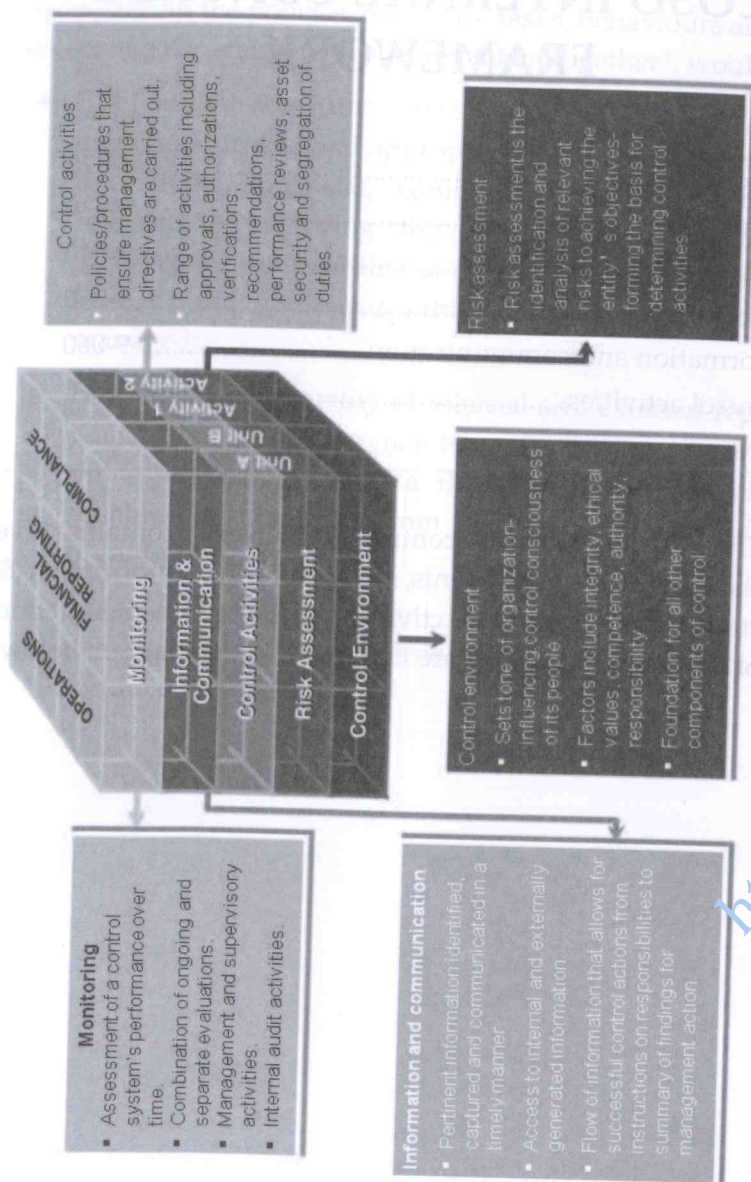 Monitoring
▪ Assessment of a control
system's performance over
time.
▪ Combination of ongoing and
separate evaluations.
▪ Management and supervisory
activities.
▪ Internal audit activities.
OPERATIONS
FINANCIAL
REPORTING
COMPLIANCE
Monitoring
Information &
Communication
Control Activities
Risk Assessment
Control Environment
Unit A
Unit B
Activity 1
Activity 2
Control activities
▪ Policies/procedures that
ensure management
directives are carried out.
▪ Range of activities including
approvals, authorizations,
verifications,
recommendations,
performance reviews, asset
security and segregation of
duties.
Information and communication
▪ Pertinent information identified,
captured and communicated in a
timely manner
▪ Access to internal and externally
generated information
▪ Flow of information that allows for
successful control actions from
instructions on responsibilities to
summary of findings for
management action
Control environment
▪ Sets tone of organization-
influencing control consciousness
of its people
▪ Factors include integrity, ethical
values, competence, authority,
responsibility
▪ Foundation for all other
components of control
Risk assessment
▪ Risk assessment is the
identification and
analysis of relevant
risks to achieving the
entity' s objectives-
forming the basis for
determining control
activities